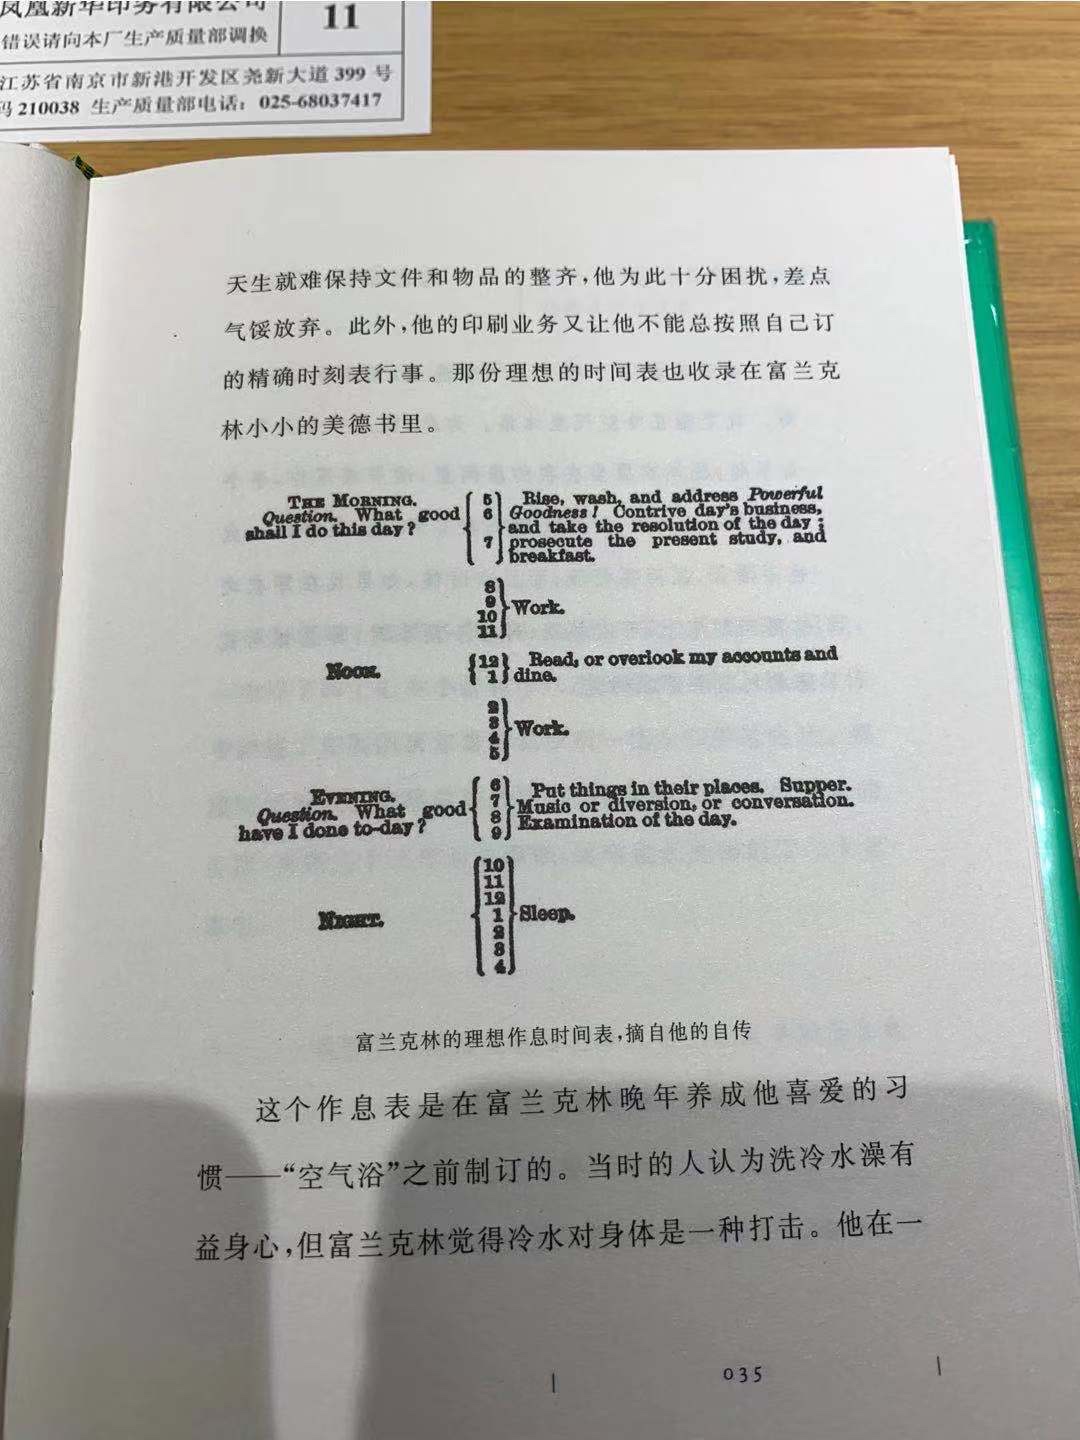 凤凰新华印务有限公司
11
错误请向本厂生产质量部调换
江苏省南京市新港开发区尧新大道 399 号
码 210038 生产质量部电话：025-68037417
天生就难保持文件和物品的整齐，他为此十分困扰，差点
气馁放弃。此外，他的印刷业务又让他不能总按照自己订
的精确时刻表行事。那份理想的时间表也收录在富兰克
林小小的美德书里。
THE MORNING.
Question. What good
shall I do this day?
5
6
7
Rise, wash, and address Powerful
Goodness! Contrive day's business,
and take the resolution of the day;
prosecute the present study, and
breakfast.
8
9
10
11
Work.
NOON.
12
1
Read, or overlook my accounts and
dine.
2
3
4
5
Work.
EVENING.
Question. What good
have I done to-day?
6
7
8
9
Put things in their places. Supper.
Music or diversion, or conversation.
Examination of the day.
NIGHT.
10
11
12
1
2
3
4
Sleep.
富兰克林的理想作息时间表，摘自他的自传
这个作息表是在富兰克林晚年养成他喜爱的习
惯——“空气浴”之前制订的。当时的人认为洗冷水澡有
益身心，但富兰克林觉得冷水对身体是一种打击。他在一
035